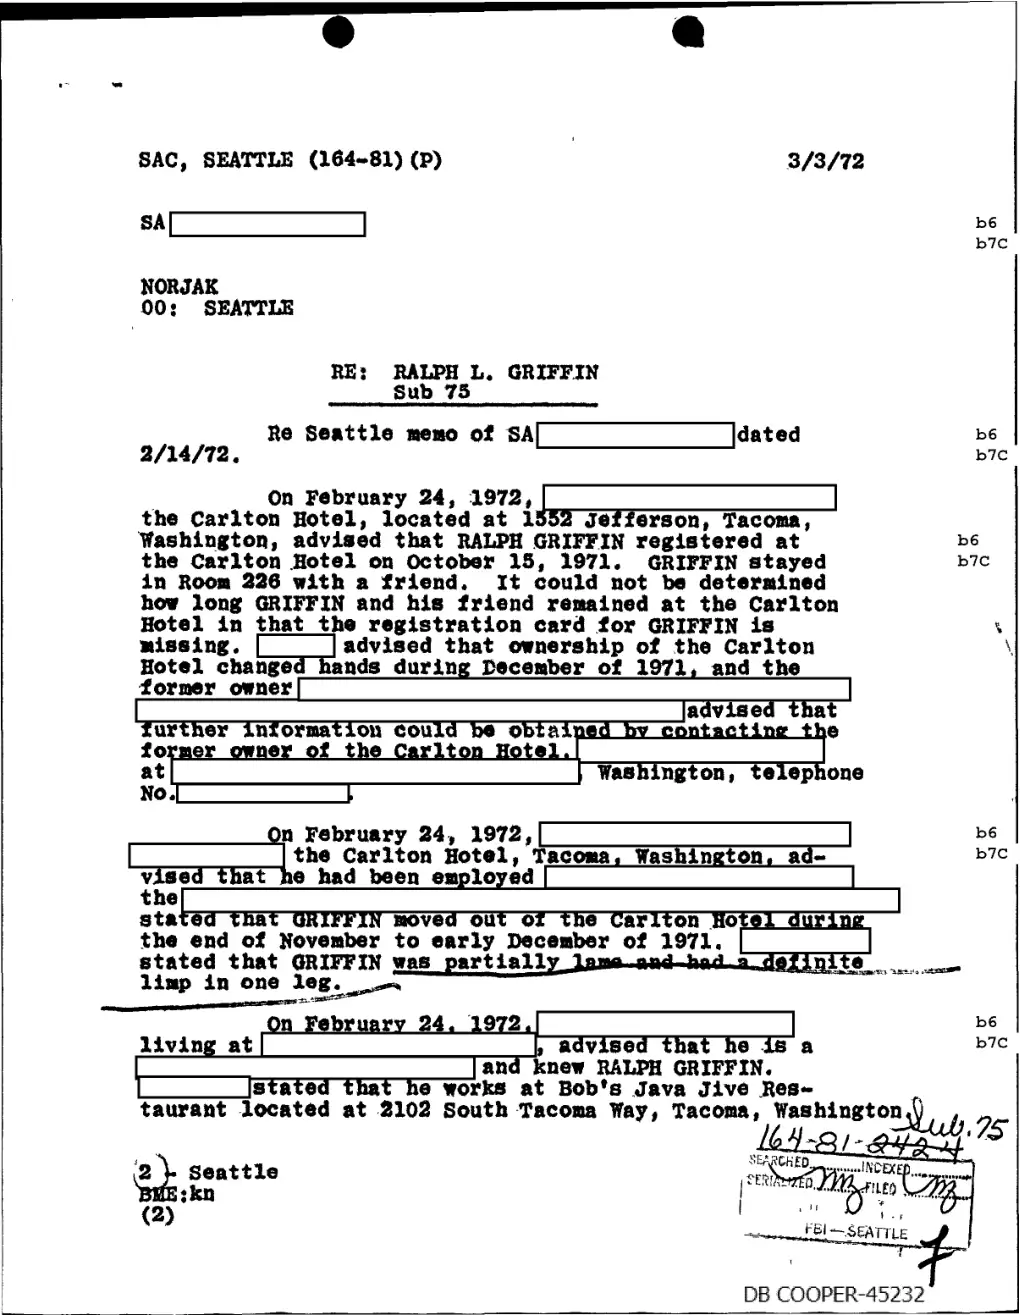 SAC, SEATTLE (164-81)(P) 3/3/72
SA b6
b7C
NORJAK
OO: SEATTLE
RE: RALPH L. GRIFFIN
Sub 75
Re Seattle memo of SA dated b6
2/14/72. b7C
On February 24, 1972,
the Carlton Hotel, located at 1552 Jefferson, Tacoma,
Washington, advised that RALPH GRIFFIN registered at b6
the Carlton Hotel on October 15, 1971. GRIFFIN stayed b7C
in Room 226 with a friend. It could not be determined
how long GRIFFIN and his friend remained at the Carlton
Hotel in that the registration card for GRIFFIN is
missing. advised that ownership of the Carlton
Hotel changed hands during December of 1971, and the
former owner
advised that
further information could be obtained by contacting the
former owner of the Carlton Hotel,
at , Washington, telephone
No. .
On February 24, 1972, b6
the Carlton Hotel, Tacoma, Washington, ad- b7C
vised that he had been employed
the
stated that GRIFFIN moved out of the Carlton Hotel during
the end of November to early December of 1971.
stated that GRIFFIN was partially lame and had a definite
limp in one leg.
On February 24, 1972, b6
living at , advised that he is a b7C
and knew RALPH GRIFFIN.
stated that he works at Bob's Java Jive Res-
taurant located at 2102 South Tacoma Way, Tacoma, Washington.
Sub. 75
164-81-2424
2 - Seattle
BME:kn
(2)
SEARCHED INDEXED
SERIALIZED FILED
FBI — SEATTLE
7
DB COOPER-45232